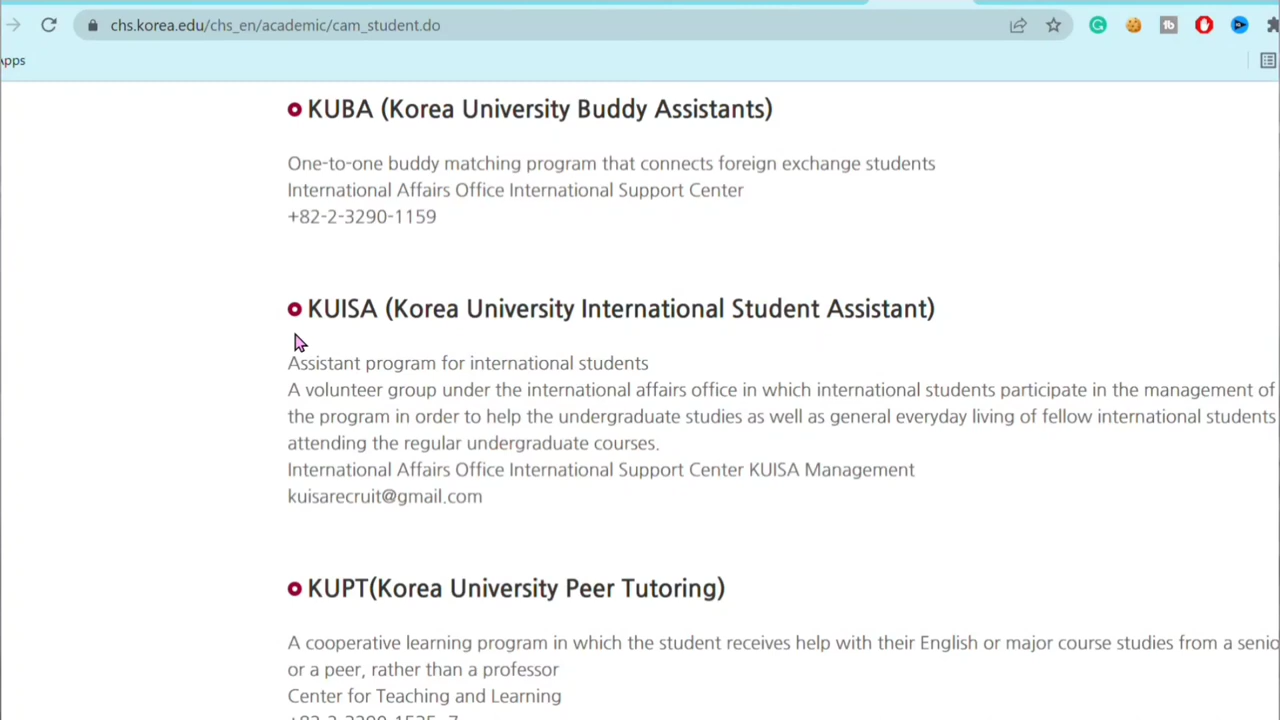 chs.korea.edu/chs_en/academic/cam_student.do
fb
Apps
KUBA (Korea University Buddy Assistants)
One-to-one buddy matching program that connects foreign exchange students
International Affairs Office International Support Center
+82-2-3290-1159
KUISA (Korea University International Student Assistant)
Assistant program for international students
A volunteer group under the international affairs office in which international students participate in the management of
the program in order to help the undergraduate studies as well as general everyday living of fellow international students
attending the regular undergraduate courses.
International Affairs Office International Support Center KUISA Management
kuisarecruit@gmail.com
KUPT(Korea University Peer Tutoring)
A cooperative learning program in which the student receives help with their English or major course studies from a
or a peer, rather than a professor
Center for Teaching and Learning